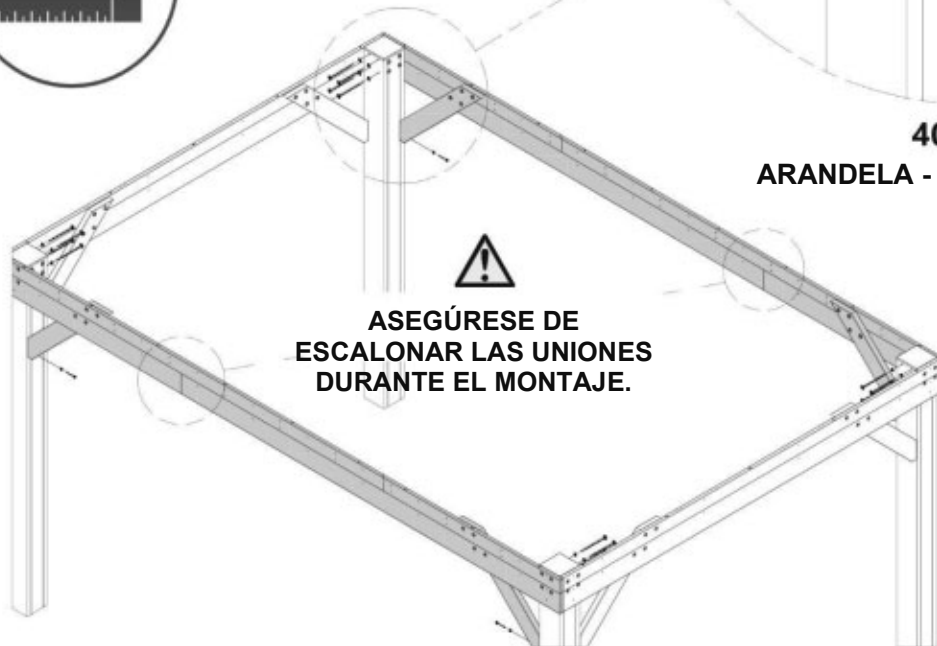 40
ARANDELA -
ASEGÚRESE DE
ESCALONAR LAS UNIONES
DURANTE EL MONTAJE.